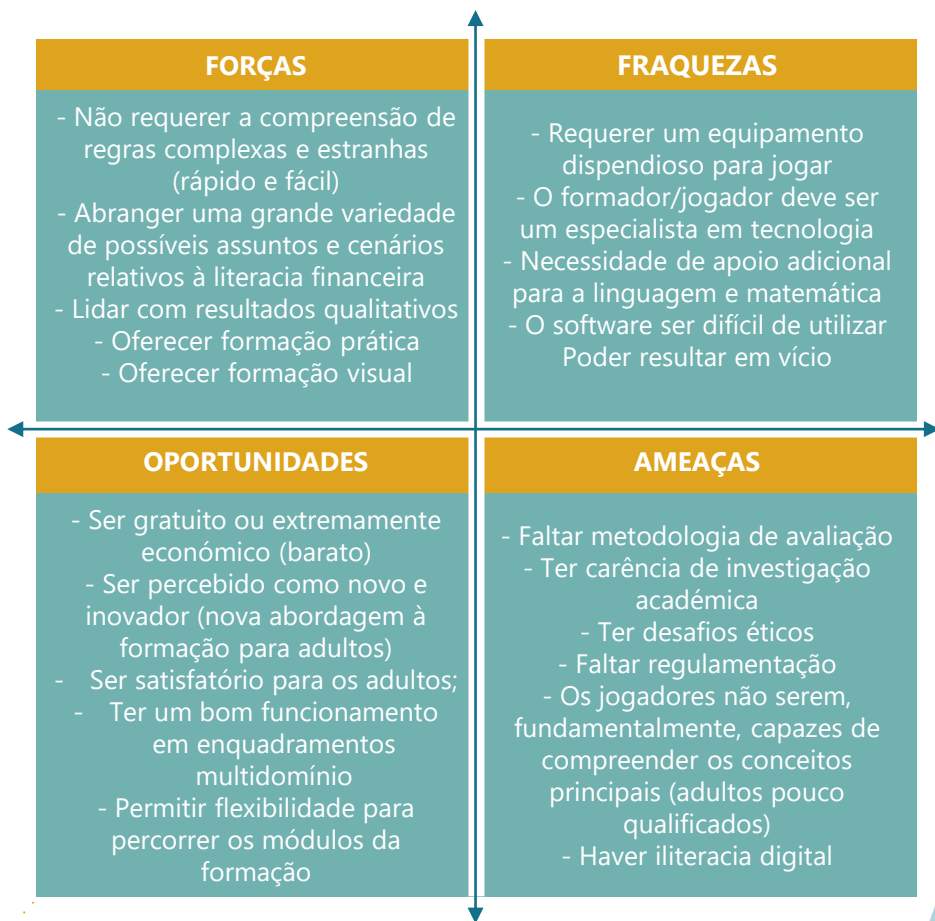 FORÇAS
- Não requerer a compreensão de
regras complexas e estranhas
(rápido e fácil)
- Abranger uma grande variedade
de possíveis assuntos e cenários
relativos à literacia financeira
- Lidar com resultados qualitativos
- Oferecer formação prática
- Oferecer formação visual
FRAQUEZAS
- Requerer um equipamento
dispendioso para jogar
- O formador/jogador deve ser
um especialista em tecnologia
- Necessidade de apoio adicional
para a linguagem e matemática
- O software ser difícil de utilizar
Poder resultar em vício
OPORTUNIDADES
- Ser gratuito ou extremamente
económico (barato)
- Ser percebido como novo e
inovador (nova abordagem à
formação para adultos)
- Ser satisfatório para os adultos;
- Ter um bom funcionamento
em enquadramentos
multidomínio
- Permitir flexibilidade para
percorrer os módulos da
formação
AMEAÇAS
- Faltar metodologia de avaliação
- Ter carência de investigação
académica
- Ter desafios éticos
- Faltar regulamentação
- Os jogadores não serem,
fundamentalmente, capazes de
compreender os conceitos
principais (adultos pouco
qualificados)
- Haver iliteracia digital